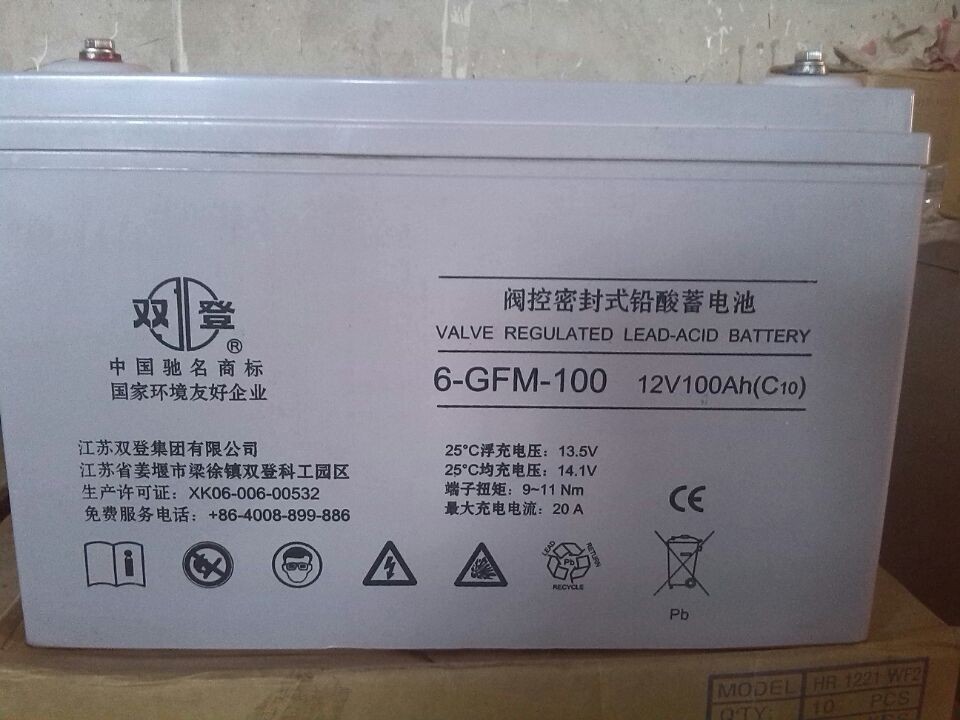 双登®
中国驰名商标
国家环境友好企业
阀控密封式铅酸蓄电池
VALVE REGULATED LEAD-ACID BATTERY
6-GFM-100 12V100Ah(C10)
江苏双登集团有限公司
江苏省姜堰市梁徐镇双登科工园区
生产许可证：XK06-006-00532
免费服务电话：+86-4008-899-886
25°C浮充电压：13.5V
25°C均充电压：14.1V
端子扭矩：9~11 Nm
最大充电电流：20 A
CE
i
LEAD
RETURN
Pb
RECYCLE
Pb
MODEL HR 1221 WF2
Q'TY: 10 PCS